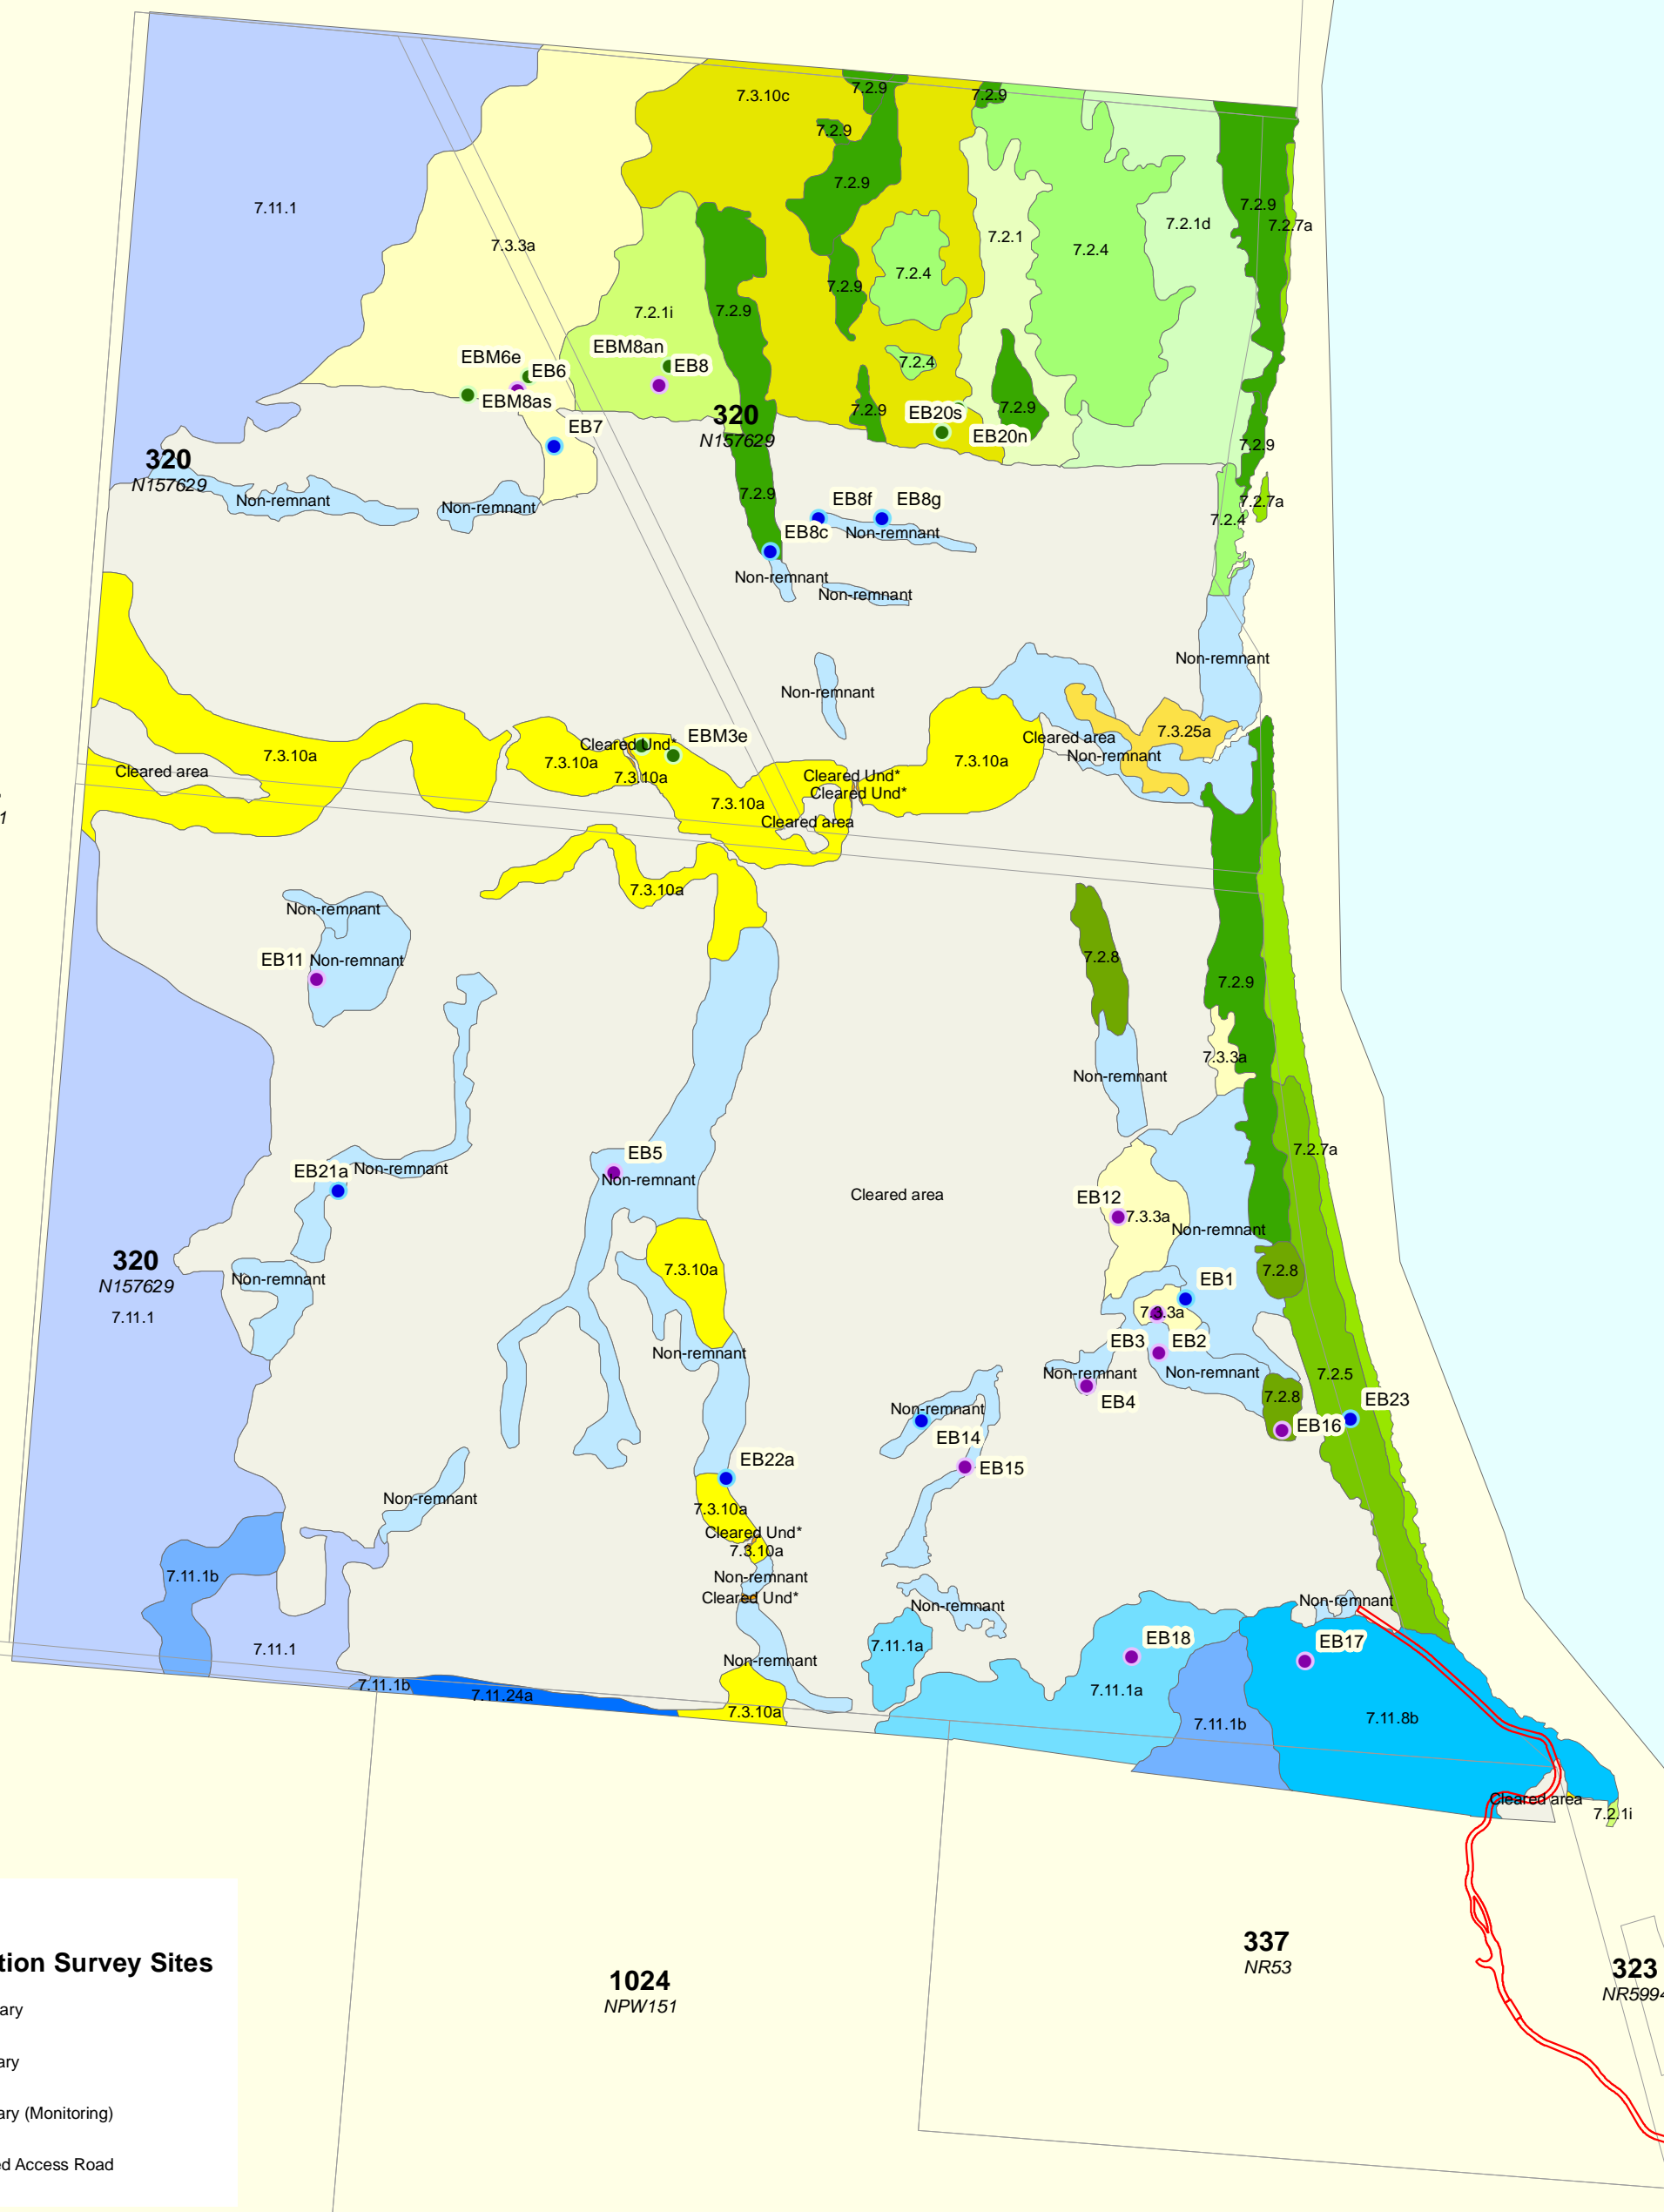 7.3.10c
7.2.9
7.2.9
7.2.9
7.2.9
7.11.1
7.2.9
7.2.7a
7.2.1d
7.2.1
7.2.4
7.3.3a
7.2.4
7.2.9
7.2.1i
7.2.9
EBM8an
EBM6e
EB8
EB6
7.2.4
EBM8as
7.2.9
7.2.9
320
N157629
EB20s
EB7
EB20n
7.2.9
320
N157629
7.2.9
EB8f
EB8g
Non-remnant
Non-remnant
7.2.7a
7.2.4
EB8c
Non-remnant
Non-remnant
Non-remnant
Non-remnant
Non-remnant
7.3.25a
EBM3e
Cleared area
Cleared Und*
7.3.10a
Non-remnant
7.3.10a
7.3.10a
Cleared area
7.3.10a
Cleared Und*
Cleared Und*
7.3.10a
1
Cleared area
7.3.10a
Non-remnant
7.2.8
EB11
Non-remnant
7.2.9
7.3.3a
Non-remnant
EB5
7.2.7a
EB21a
Non-remnant
Non-remnant
Cleared area
EB12
7.3.3a
Non-remnant
320
N157629
7.3.10a
7.2.8
Non-remnant
EB1
7.11.1
7.3.3a
EB3
EB2
Non-remnant
Non-remnant
Non-remnant
7.2.5
7.2.8
EB4
EB23
Non-remnant
EB16
EB14
EB22a
EB15
Non-remnant
7.3.10a
Cleared Und*
7.3.10a
7.11.1b
Non-remnant
Cleared Und*
Non-remnant
Non-remnant
EB18
EB17
7.11.1
7.11.1a
Non-remnant
7.11.1b
7.11.24a
7.11.1a
7.3.10a
7.11.1b
7.11.8b
Cleared area
7.2.1i
337
NR53
tion Survey Sites
323
NR5994
1024
NPW151
ary
ary
ary (Monitoring)
ed Access Road